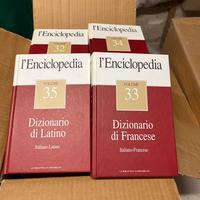 l'Enciclopedia
32
l'Enciclopedia
34
l'Enciclopedia
VOLUME
35
Dizionario
di Latino
Italiano-Latino
l'Enciclopedia
VOLUME
33
Dizionario
di Francese
Italiano-Francese